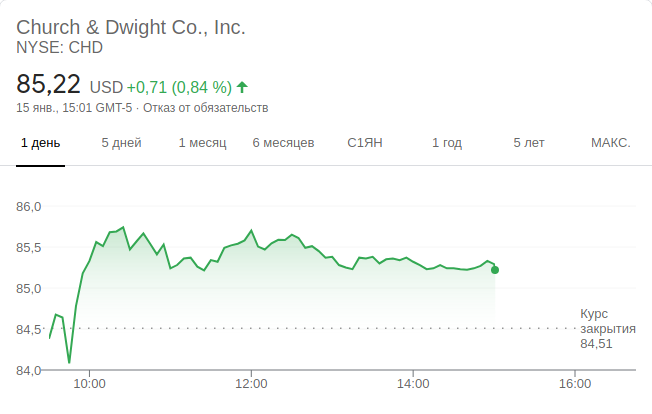 Church & Dwight Co., Inc.
NYSE: CHD
85,22 USD +0,71 (0,84 %)
15 янв., 15:01 GMT-5 · Отказ от обязательств
1 день 5 дней 1 месяц 6 месяцев С1ЯН 1 год 5 лет МАКС.
86,0
85,5
85,0
84,5
84,0
Курс
закрытия
84,51
10:00 12:00 14:00 16:00